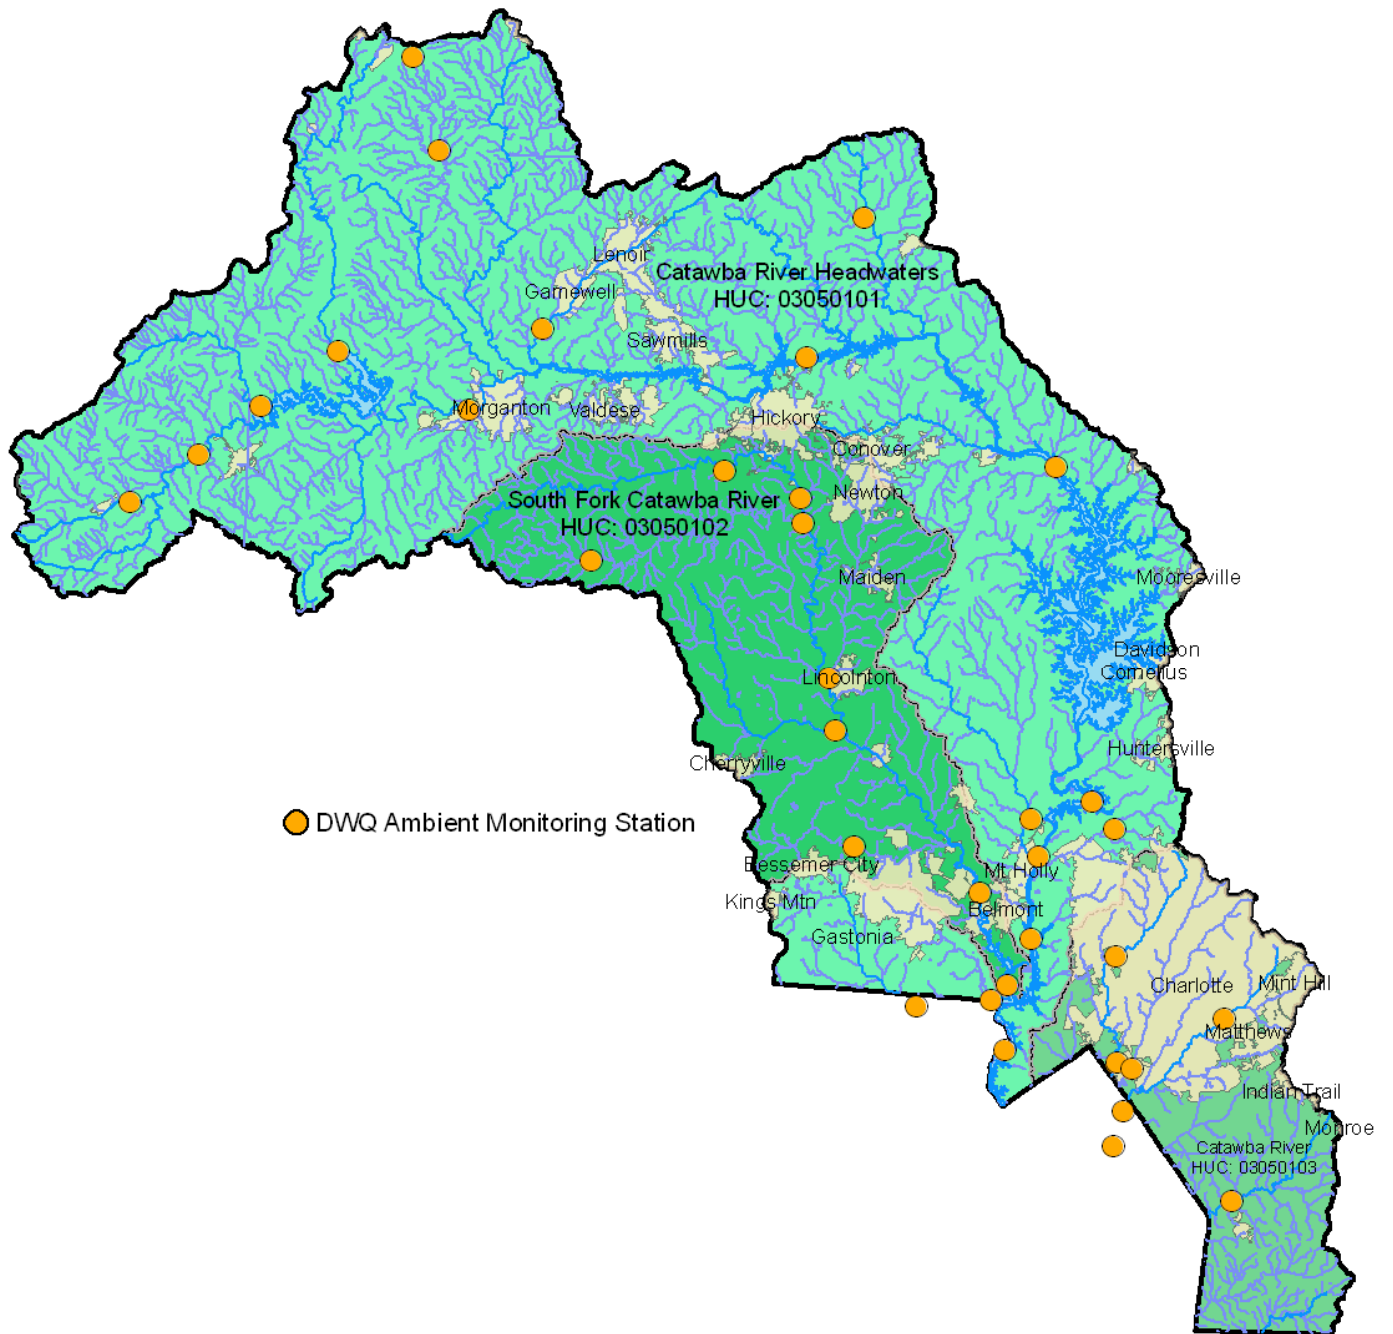 Lenoir
Catawba River Headwaters
HUC: 03050101
Gamewell
Sawmills
Morganton
Valdese
Hickory
Conover
Newton
South Fork Catawba River
HUC: 03050102
Maiden
Mooresville
Davidson
Cornelius
Lincolnton
Huntersville
Cherryville
DWQ Ambient Monitoring Station
Bessemer City
Mt Holly
Kings Mtn
Belmont
Gastonia
Charlotte
Mint Hill
Matthews
Indian Trail
Monroe
Catawba River
HUC: 03050103